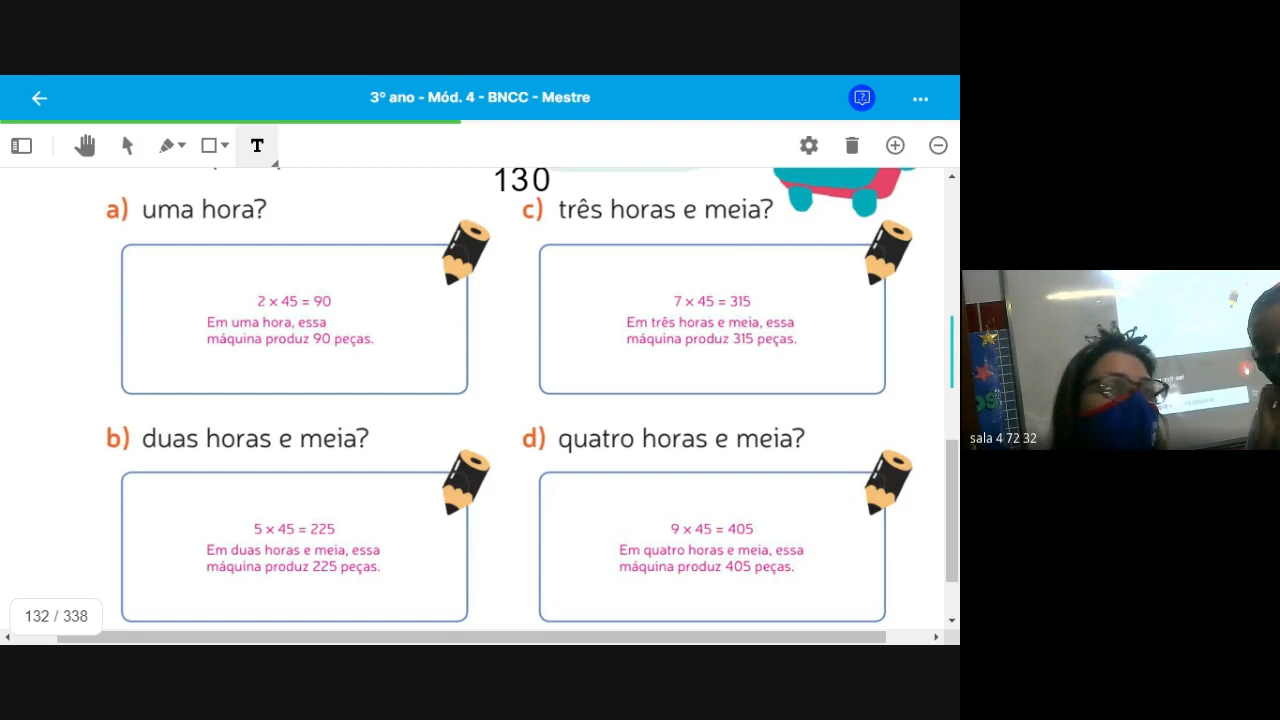 3º ano - Mód. 4 - BNCC - Mestre
T
130
a) uma hora?
2 x 45 = 90
Em uma hora, essa
máquina produz 90 peças.
c) três horas e meia?
7 x 45 = 315
Em três horas e meia, essa
máquina produz 315 peças.
b) duas horas e meia?
5 x 45 = 225
Em duas horas e meia, essa
máquina produz 225 peças.
d) quatro horas e meia?
9 x 45 = 405
Em quatro horas e meia, essa
máquina produz 405 peças.
132 / 338
sala 4 72 32